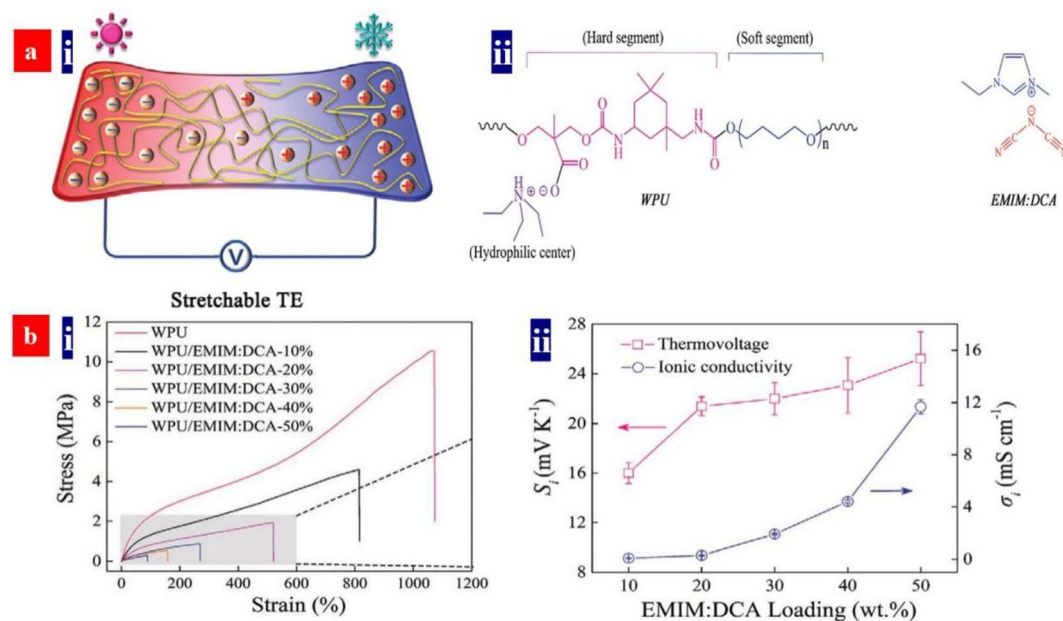 a i
ii
(Hard segment)
(Soft segment)
− − − − − − − − − −
+ + + + + + + + + + +
V
O O O N H H N O O O n
O O
H N ⊕ ⊖
(Hydrophilic center)
WPU
N N ⊕
⊖ N
N N
EMIM:DCA
Stretchable TE
b i
12
10
8
6
4
2
0
Stress (MPa)
WPU
WPU/EMIM:DCA-10%
WPU/EMIM:DCA-20%
WPU/EMIM:DCA-30%
WPU/EMIM:DCA-40%
WPU/EMIM:DCA-50%
0 200 400 600 800 1000 1200
Strain (%)
ii
28
24
20
16
12
8
Si (mV K-1)
Thermovoltage
Ionic conductivity
16
12
8
4
0
σi (mS cm-1)
10 20 30 40 50
EMIM:DCA Loading (wt.%)